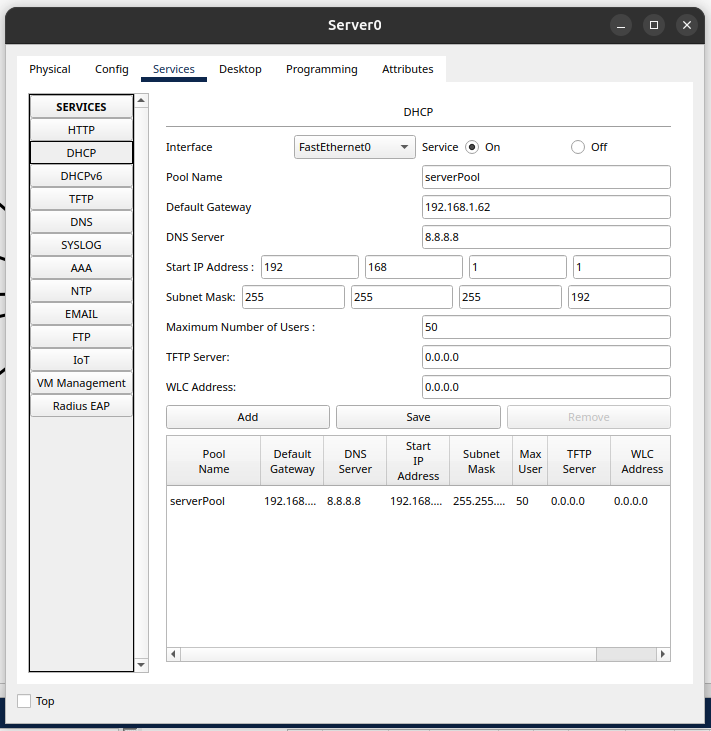 Server0
Physical Config Services Desktop Programming Attributes
SERVICES
HTTP
DHCP
DHCPv6
TFTP
DNS
SYSLOG
AAA
NTP
EMAIL
FTP
IoT
VM Management
Radius EAP
DHCP
Interface FastEthernet0 Service On Off
Pool Name serverPool
Default Gateway 192.168.1.62
DNS Server 8.8.8.8
Start IP Address : 192 168 1 1
Subnet Mask: 255 255 255 192
Maximum Number of Users : 50
TFTP Server: 0.0.0.0
WLC Address: 0.0.0.0
Add Save Remove
Pool Name Default Gateway DNS Server Start IP Address Subnet Mask Max User TFTP Server WLC Address
serverPool 192.168.... 8.8.8.8 192.168.... 255.255.... 50 0.0.0.0 0.0.0.0
Top